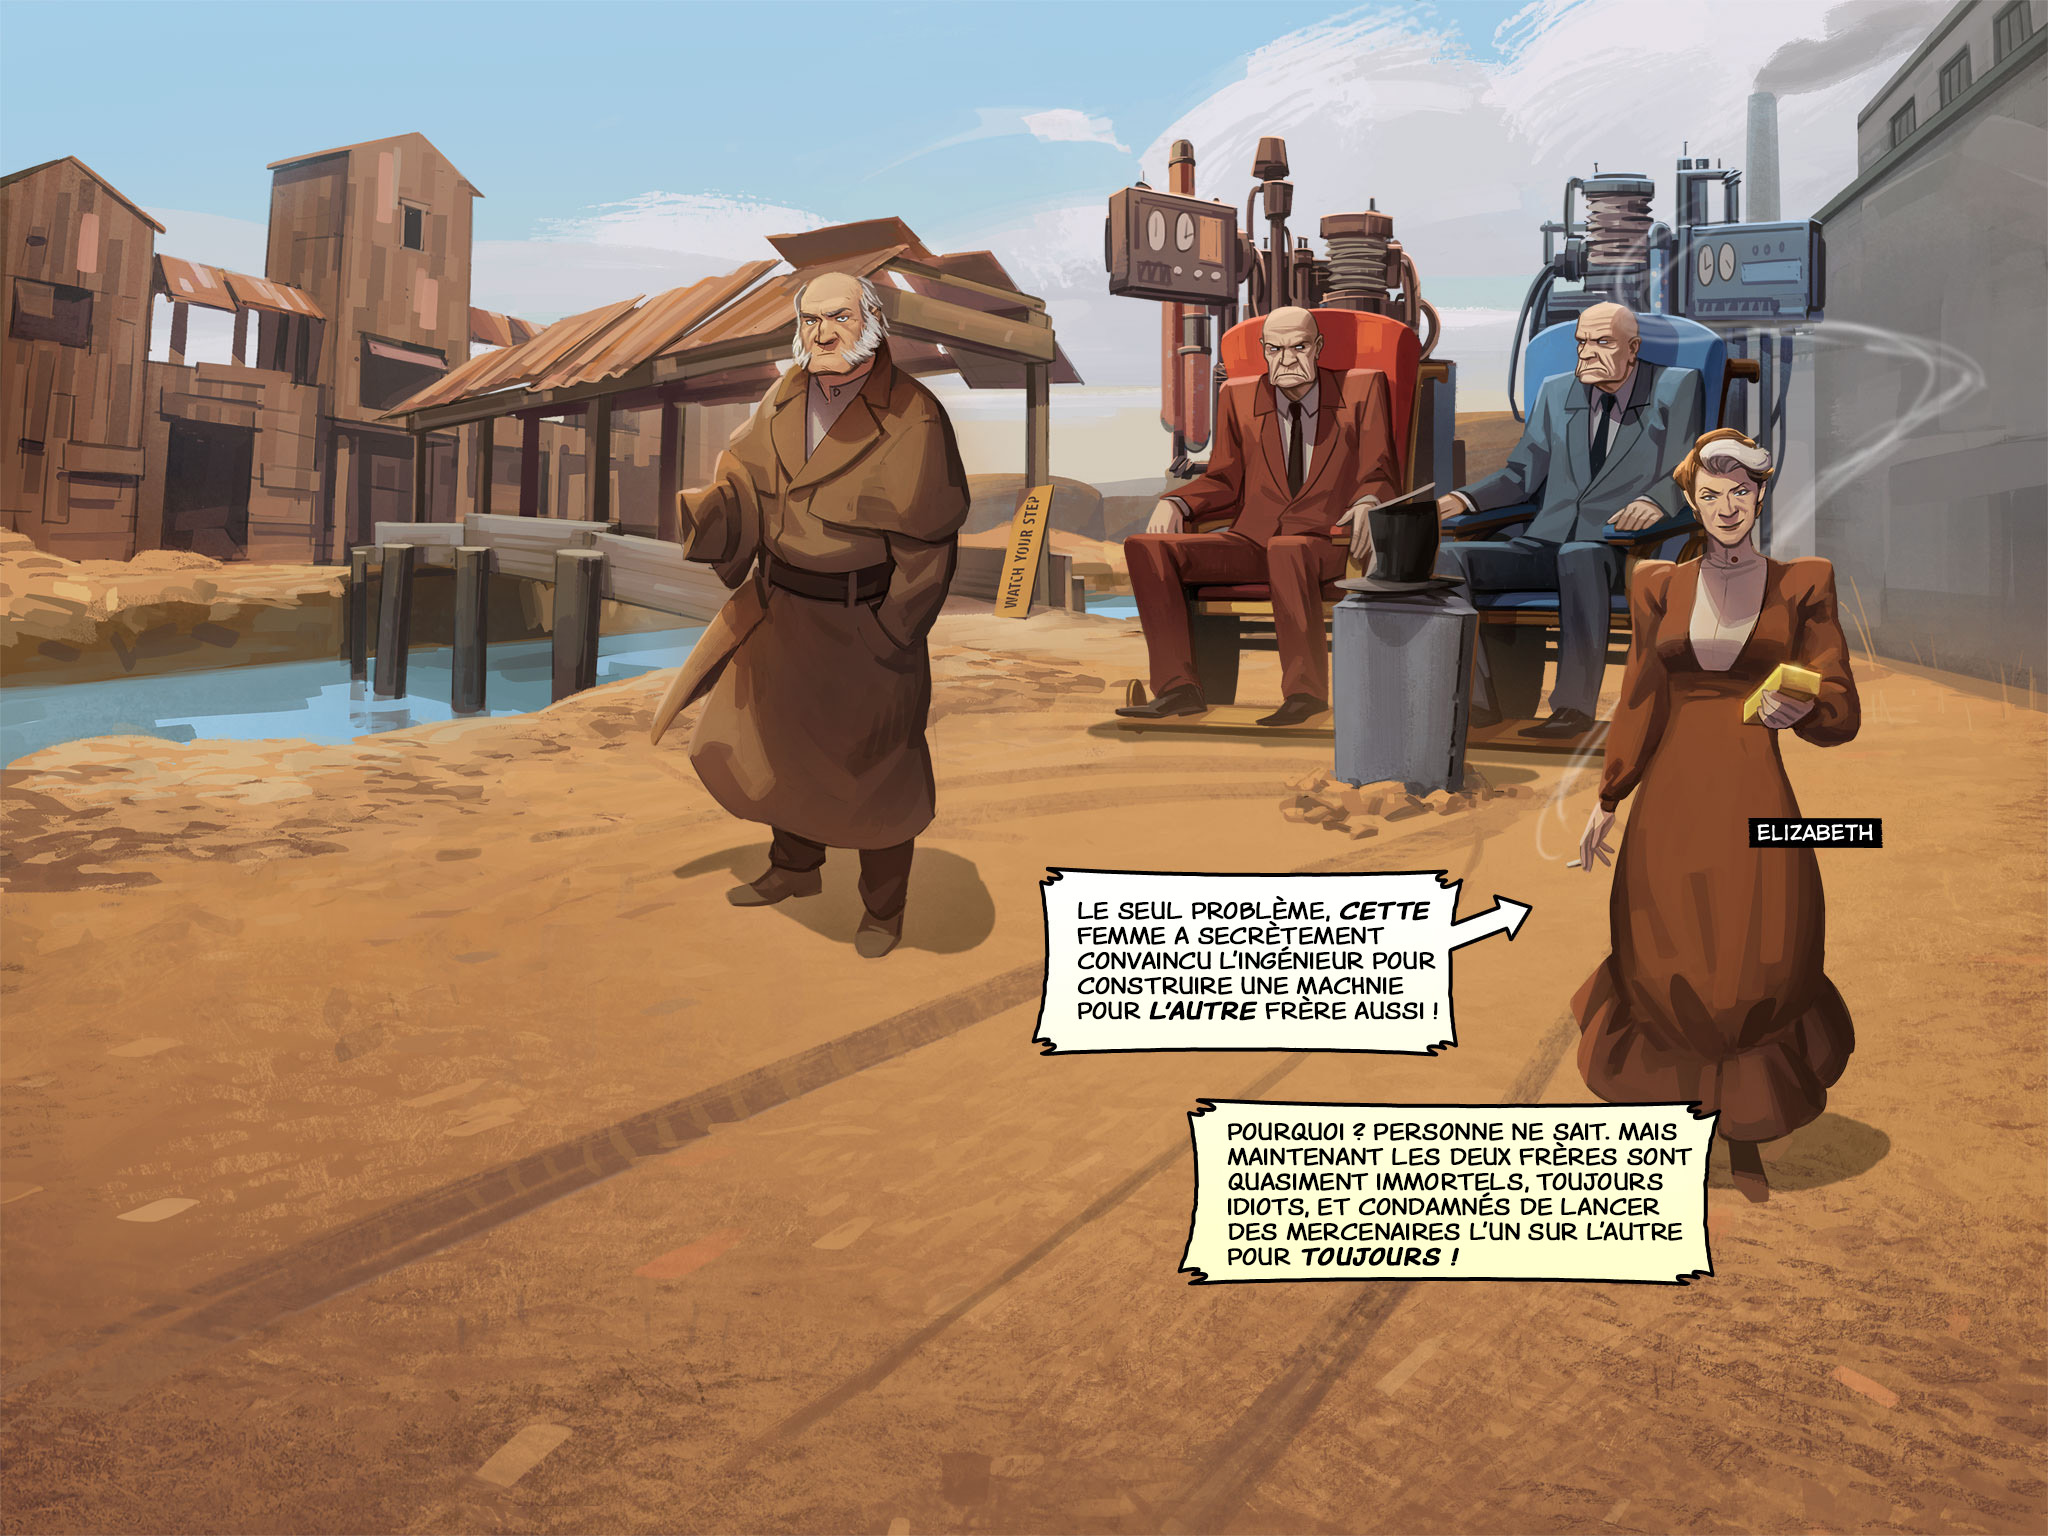 WATCH YOUR STEP
ELIZABETH
LE SEUL PROBLÈME, CETTE
FEMME A SECRÈTEMENT
CONVAINCU L'INGÉNIEUR POUR
CONSTRUIRE UNE MACHNIE
POUR L'AUTRE FRÈRE AUSSI !
POURQUOI ? PERSONNE NE SAIT. MAIS
MAINTENANT LES DEUX FRÈRES SONT
QUASIMENT IMMORTELS, TOUJOURS
IDIOTS, ET CONDAMNÉS DE LANCER
DES MERCENAIRES L'UN SUR L'AUTRE
POUR TOUJOURS !